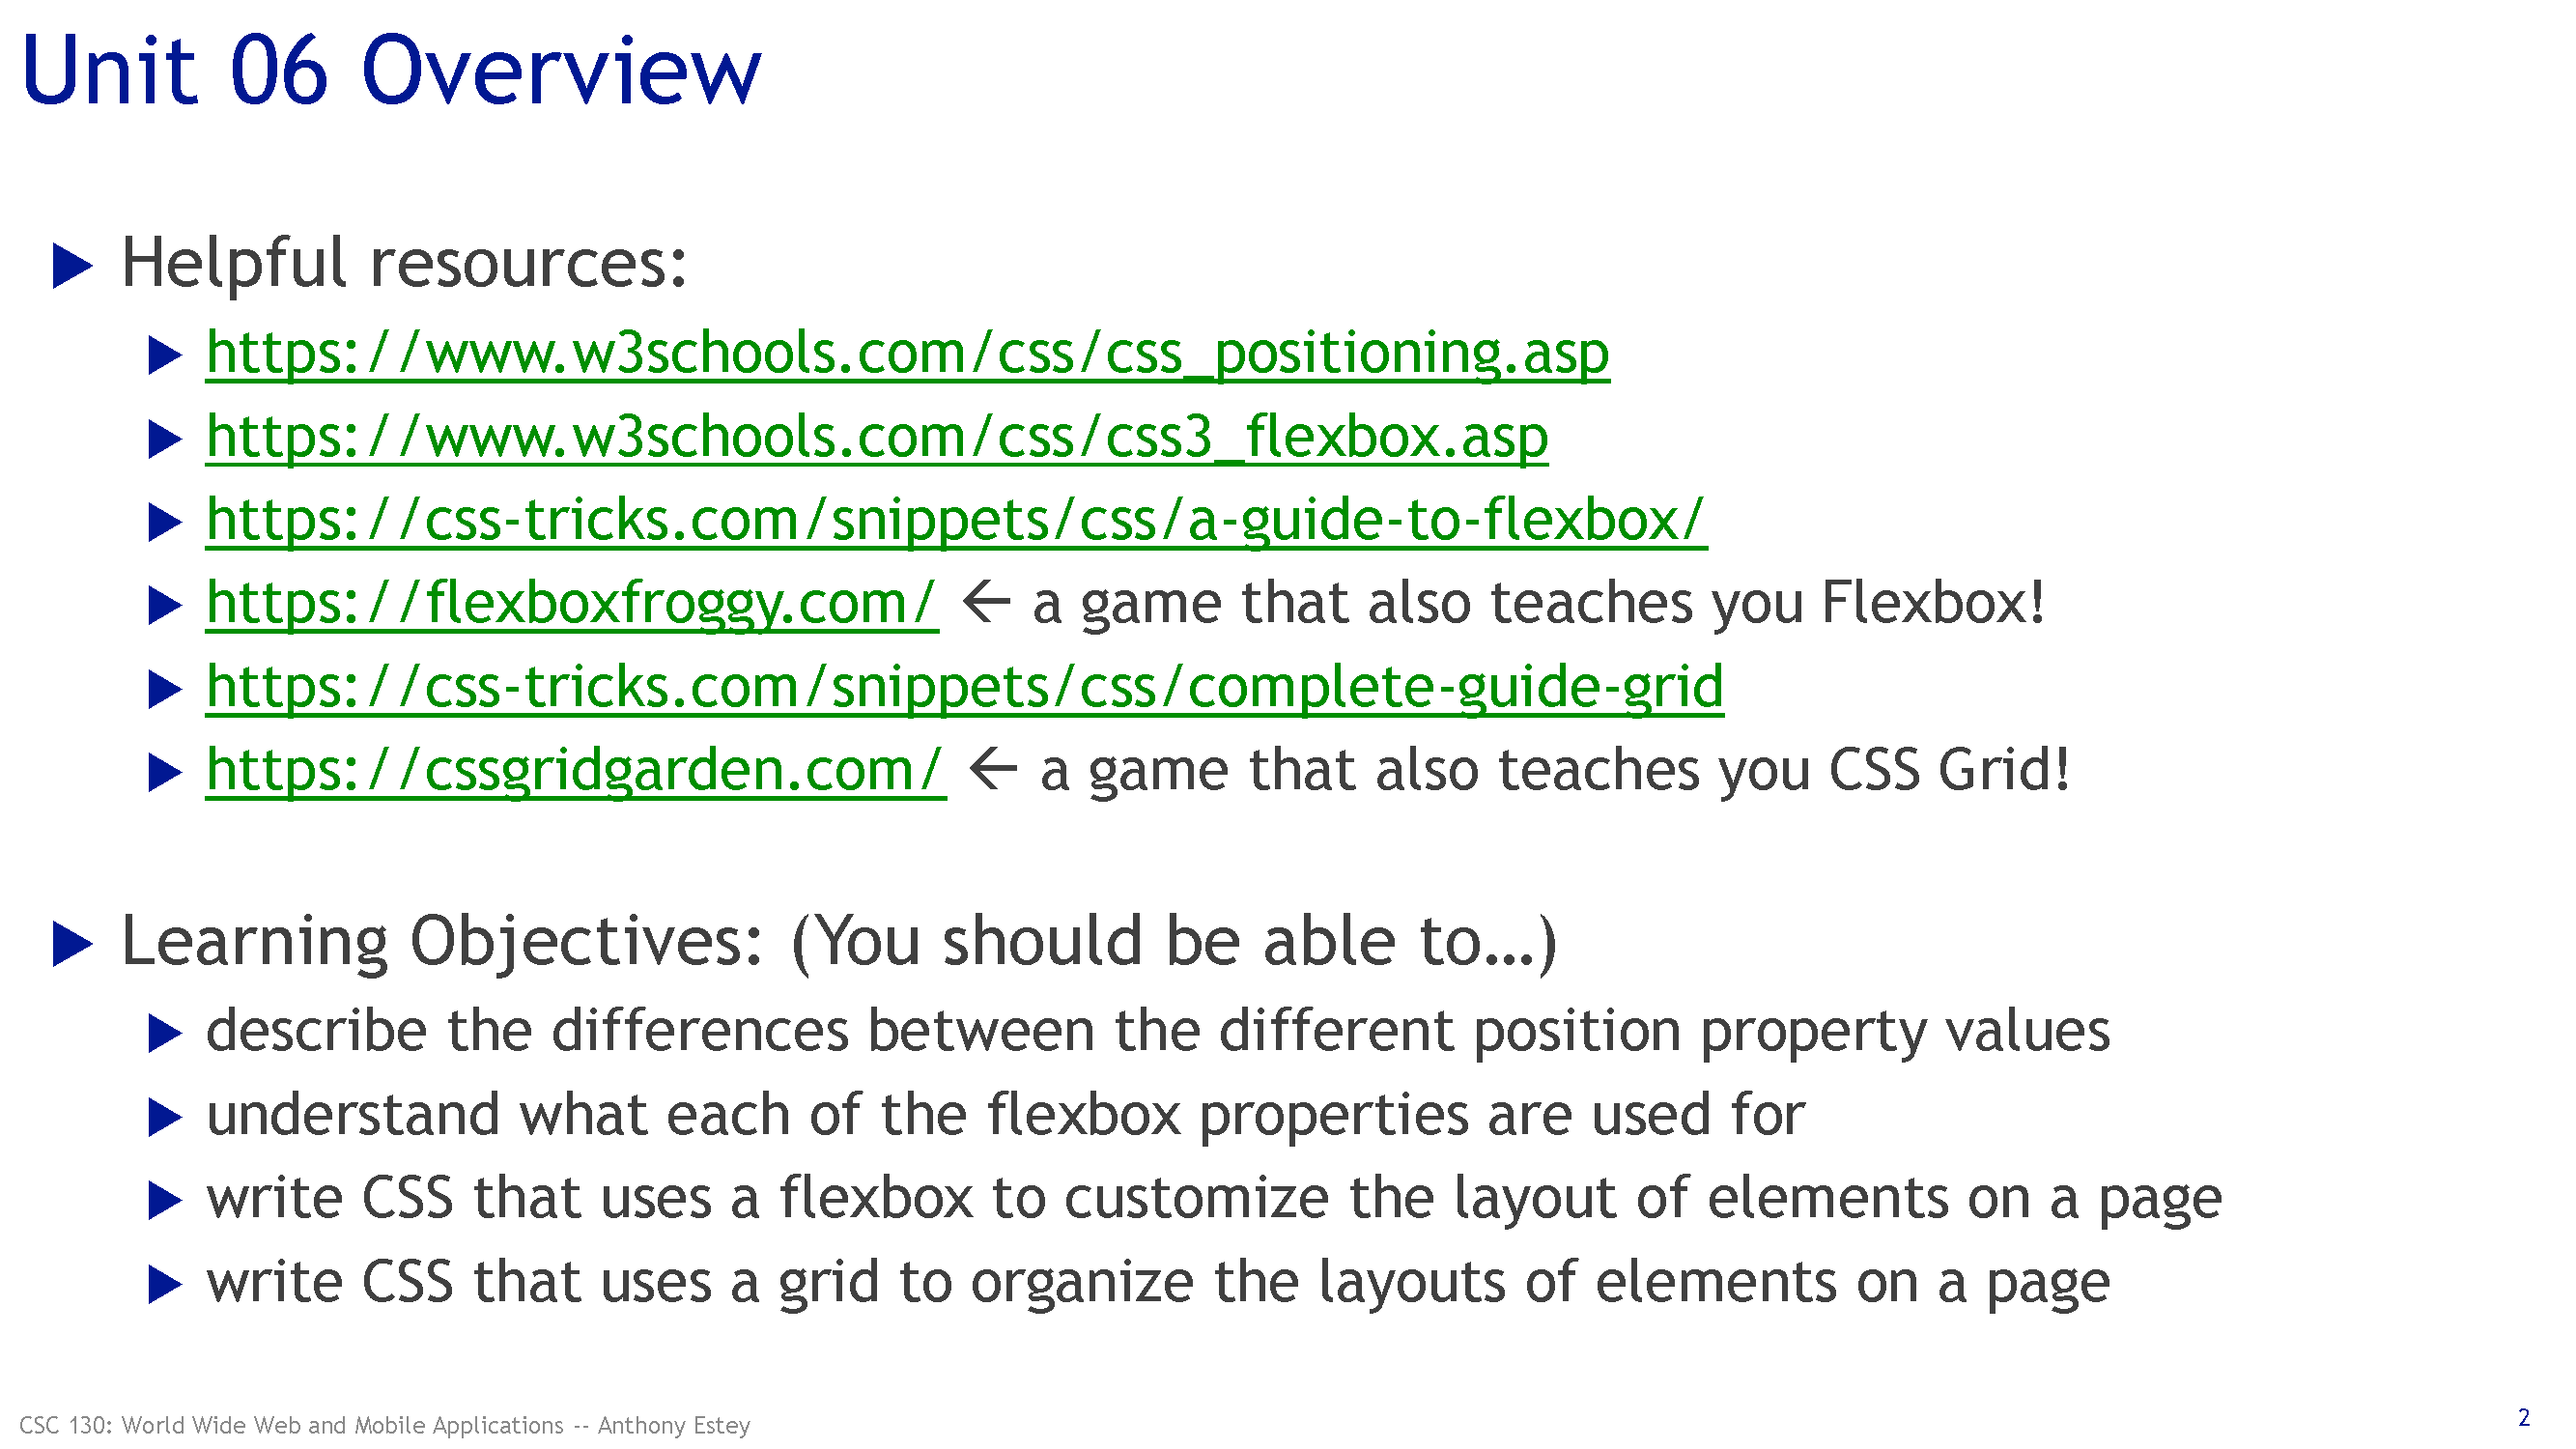 Unit 06 Overview
▶ Helpful resources:
▶ https://www.w3schools.com/css/css_positioning.asp
▶ https://www.w3schools.com/css/css3_flexbox.asp
▶ https://css-tricks.com/snippets/css/a-guide-to-flexbox/
▶ https://flexboxfroggy.com/ ← a game that also teaches you Flexbox!
▶ https://css-tricks.com/snippets/css/complete-guide-grid
▶ https://cssgridgarden.com/ ← a game that also teaches you CSS Grid!
▶ Learning Objectives: (You should be able to…)
▶ describe the differences between the different position property values
▶ understand what each of the flexbox properties are used for
▶ write CSS that uses a flexbox to customize the layout of elements on a page
▶ write CSS that uses a grid to organize the layouts of elements on a page
CSC 130: World Wide Web and Mobile Applications -- Anthony Estey
2